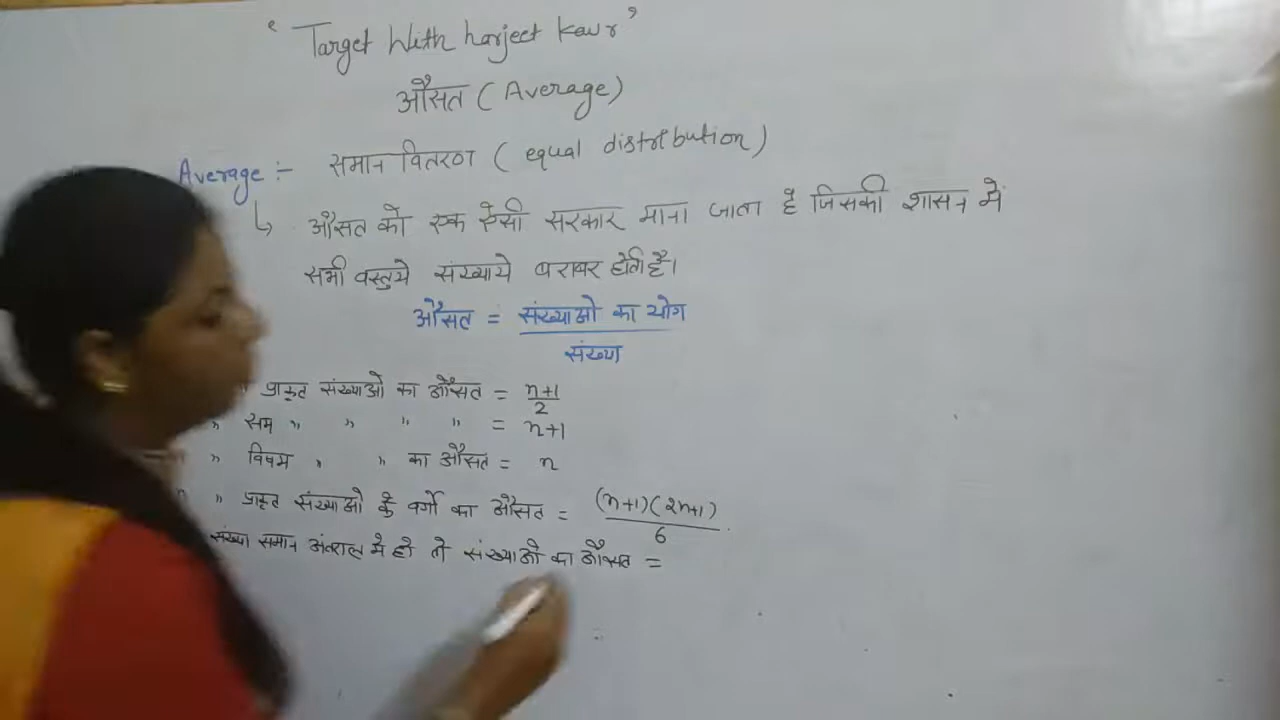 ‘Target With harjeet Kaur’
औसत (Average)
Average :- समान वितरण (equal distribution)
↳ औसत को एक ऐसी सरकार माना जाता है जिसकी शासन में
सभी वस्तुये संख्याये बराबर होती है।
औसत = संख्याओ का योग
संख्या
प्राकृत संख्याओ का औसत = n+1
2
" सम " " " " = n+1
" विषम " " का औसत = n
" प्राकृत संख्याओ के वर्गो का औसत = (n+1)(2n+1)
6
संख्या समान अंतराल मे हो तो संख्याओ का औसत =